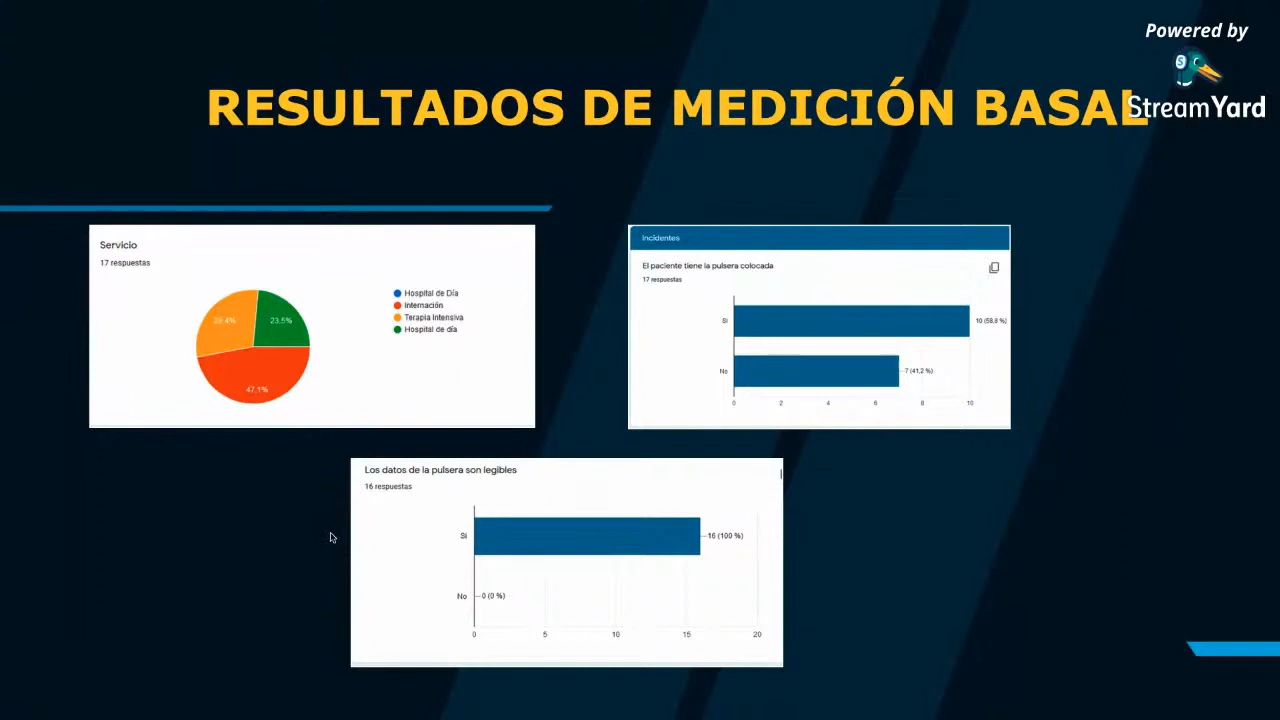 Powered by
StreamYard
RESULTADOS DE MEDICIÓN BASAL
Servicio
17 respuestas
Hospital de Día
Internación
Terapia Intensiva
Hospital de día
29,4%
23,5%
47,1%
Incidentes
El paciente tiene la pulsera colocada
17 respuestas
Si
10 (58,8 %)
No
7 (41,2 %)
0 2 4 6 8 10
Los datos de la pulsera son legibles
16 respuestas
Si
16 (100 %)
No
0 (0 %)
0 5 10 15 20